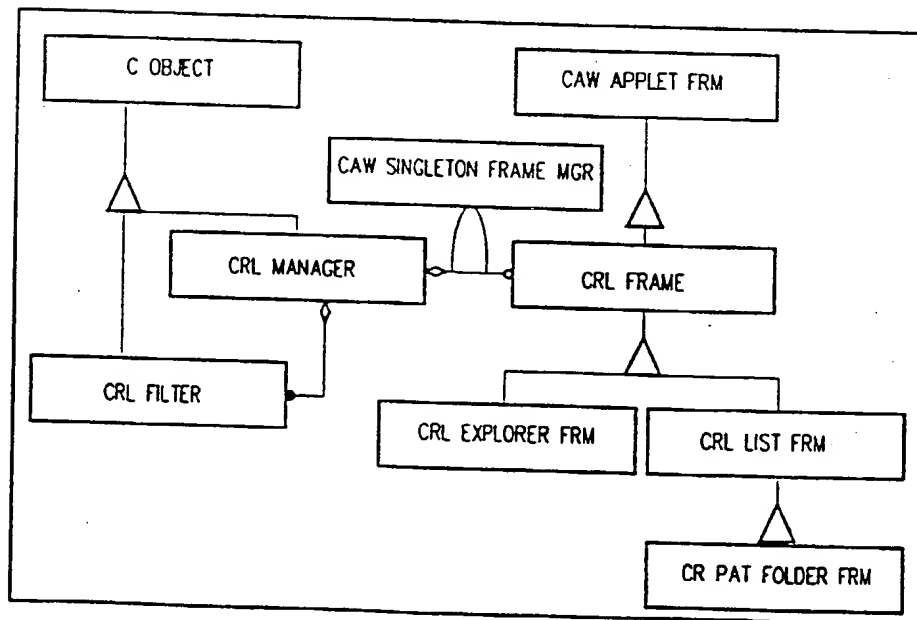 C OBJECT
CAW APPLET FRM
CAW SINGLETON FRAME MGR
CRL MANAGER
CRL FRAME
CRL FILTER
CRL EXPLORER FRM
CRL LIST FRM
CR PAT FOLDER FRM